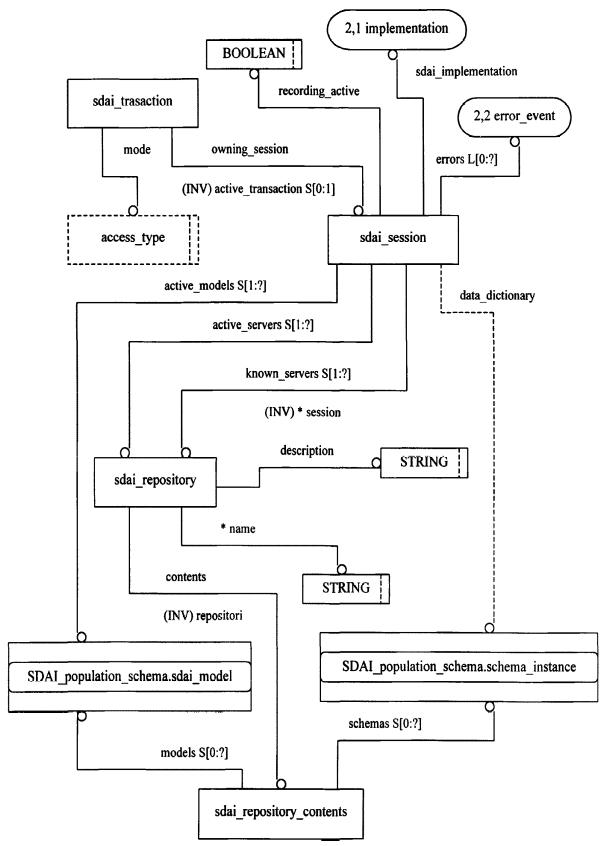 2,1 implementation
BOOLEAN
sdai_implementation
sdai_trasaction
recording_active
2,2 error_event
mode
owning_session
errors L[0:?]
(INV) active_transaction S[0:1]
access_type
sdai_session
active_models S[1:?]
data_dictionary
active_servers S[1:?]
known_servers S[1:?]
(INV) * session
description
STRING
sdai_repository
* name
contents
STRING
(INV) repositori
SDAI_population_schema.sdai_model
SDAI_population_schema.schema_instance
schemas S[0:?]
models S[0:?]
sdai_repository_contents